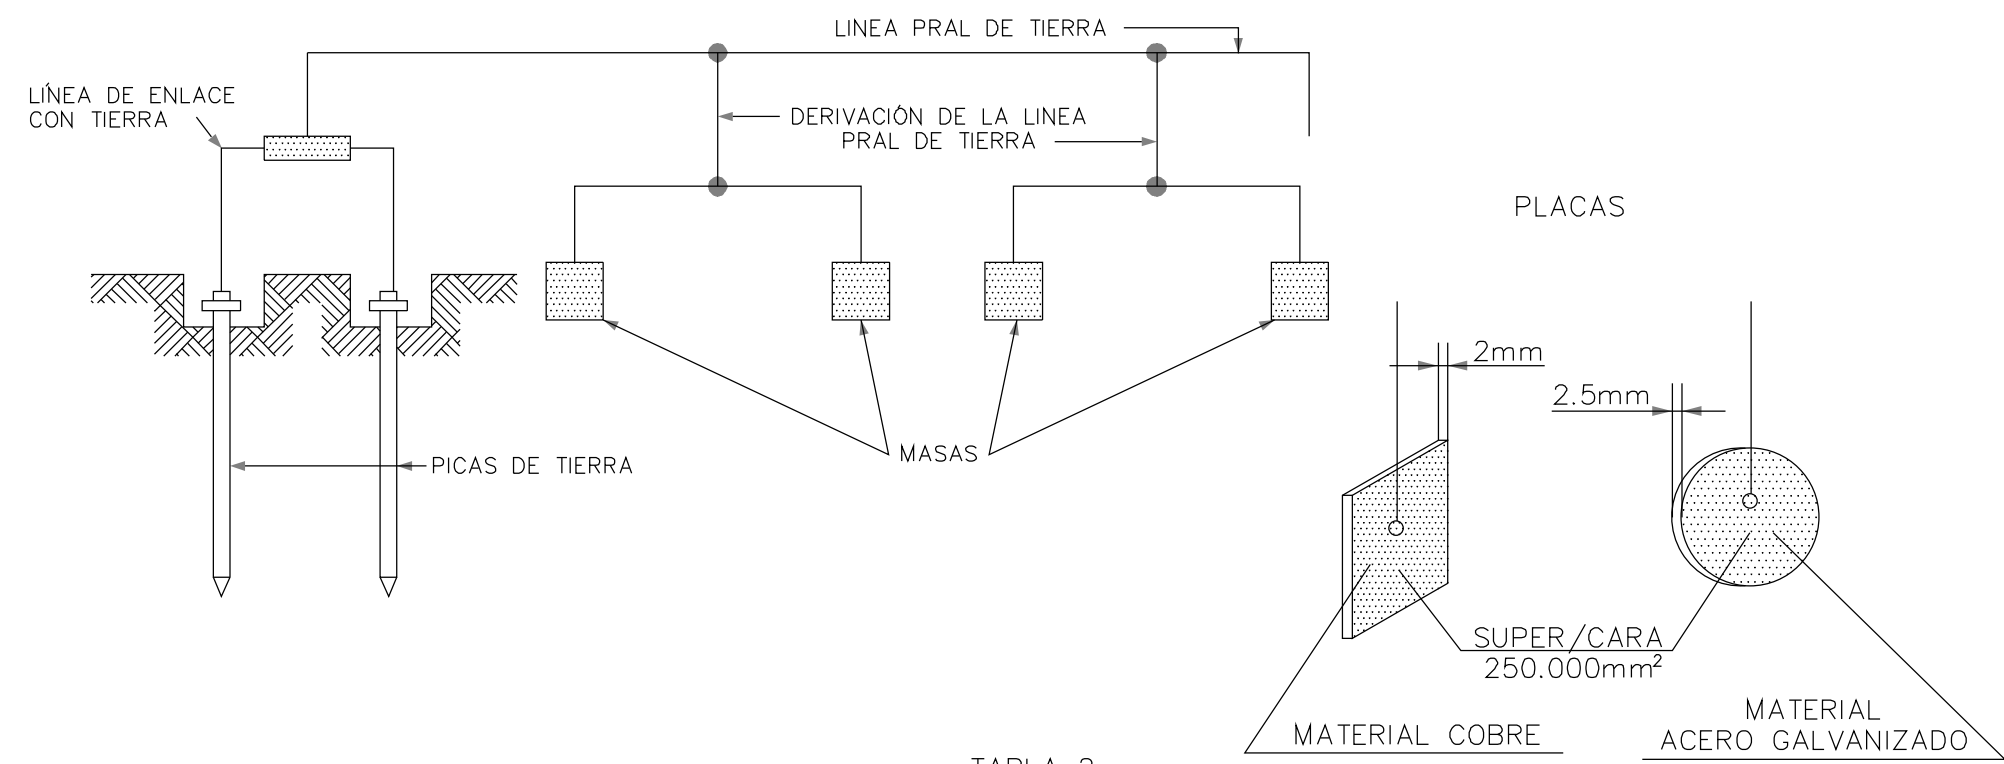 LINEA PRAL DE TIERRA
LÍNEA DE ENLACE
CON TIERRA
DERIVACIÓN DE LA LINEA
PRAL DE TIERRA
PLACAS
2mm
2.5mm
MASAS
PICAS DE TIERRA
SUPER/CARA
250.000mm²
MATERIAL COBRE
MATERIAL
ACERO GALVANIZADO